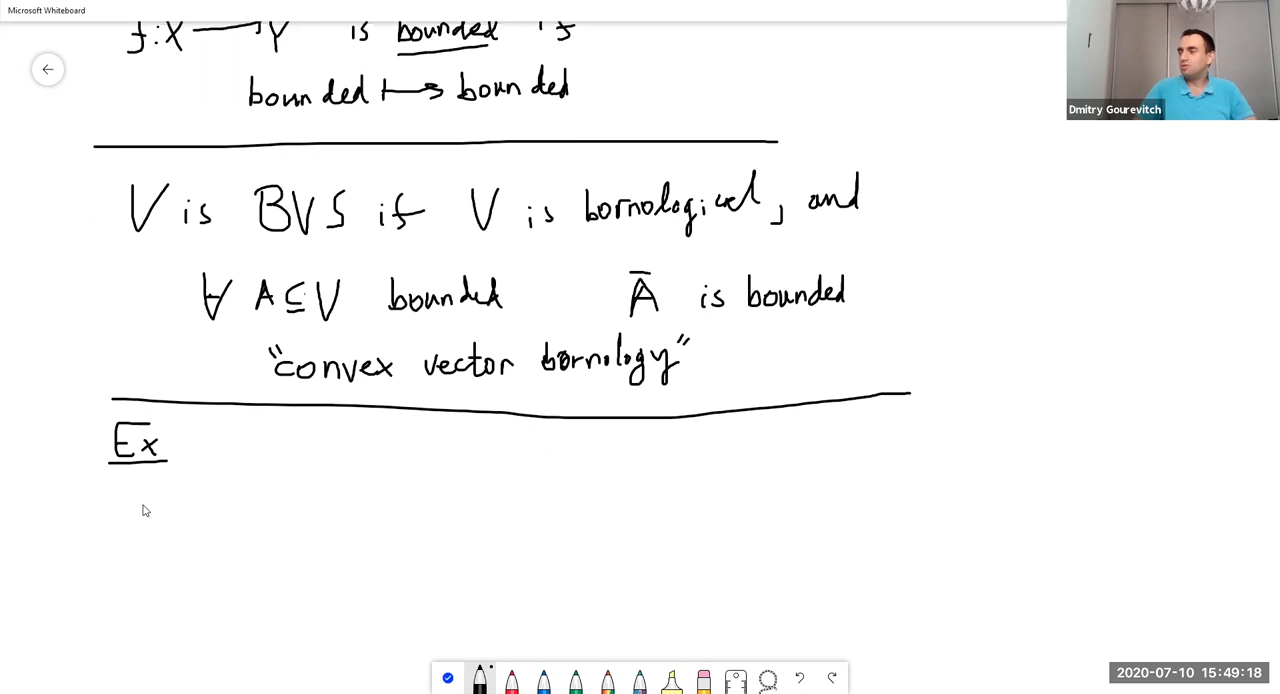 Microsoft Whiteboard
f: X ⟶ Y is bounded if
bounded ⟼ bounded
Dmitry Gourevitch
V is BVS if V is bornological, and
∀ A ⊆ V bounded Ā is bounded
"convex vector bornology"
Ex
2020-07-10 15:49:18